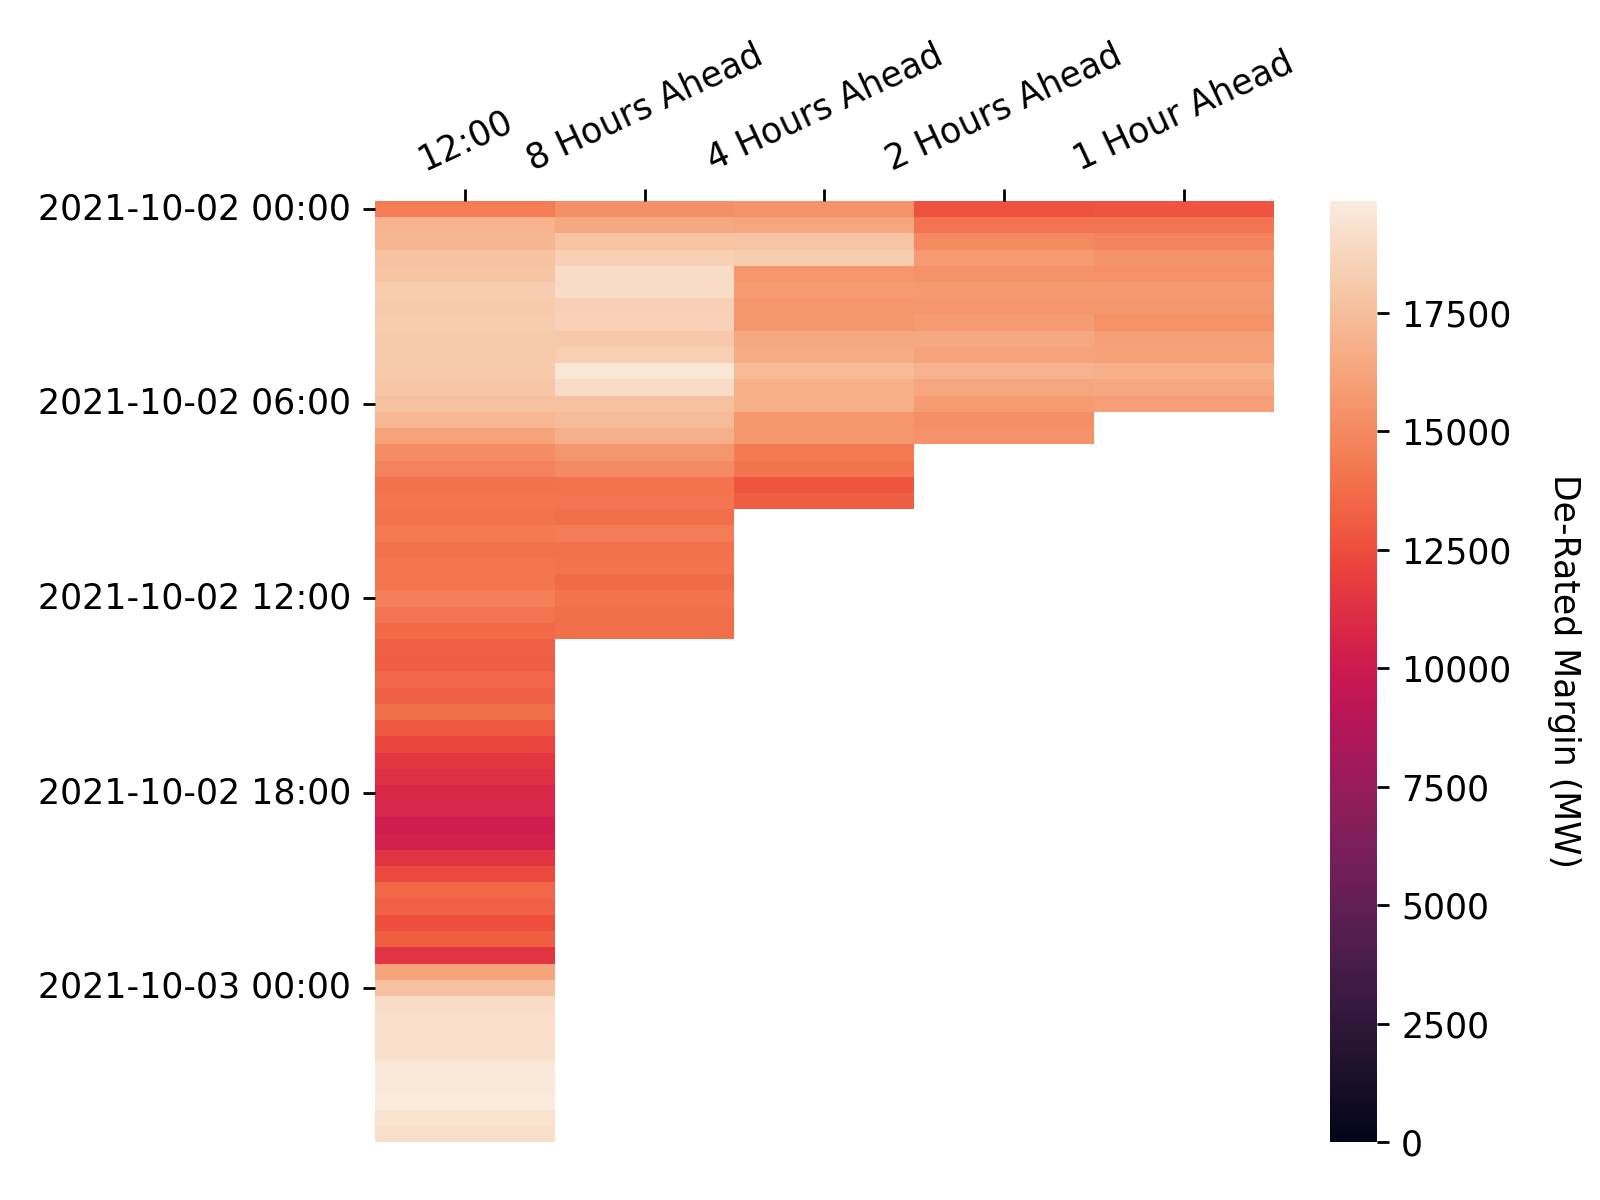 12:00
8 Hours Ahead
4 Hours Ahead
2 Hours Ahead
1 Hour Ahead
2021-10-02 00:00
2021-10-02 06:00
2021-10-02 12:00
2021-10-02 18:00
2021-10-03 00:00
17500
15000
12500
10000
7500
5000
2500
0
De-Rated Margin (MW)